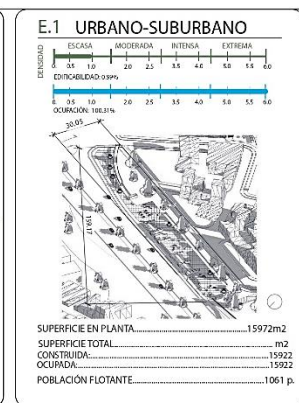 E.1 URBANO-SUBURBANO
DENSIDAD
ESCASA MODERADA INTENSA EXTREMA
0.5 1.0 2.0 2.5 3.5 4.0 5.0 5.5 6.0
EDIFICABILIDAD: 0.99%
0.5 1.0 2.0 2.5 3.5 4.0 5.0 5.5 6.0
OCUPACIÓN: 100.31%
30.05
159.17
SUPERFICIE EN PLANTA...15972m2
SUPERFICIE TOTAL... m2
CONSTRUIDA:...15922
OCUPADA:...15922
POBLACIÓN FLOTANTE...1061 p.